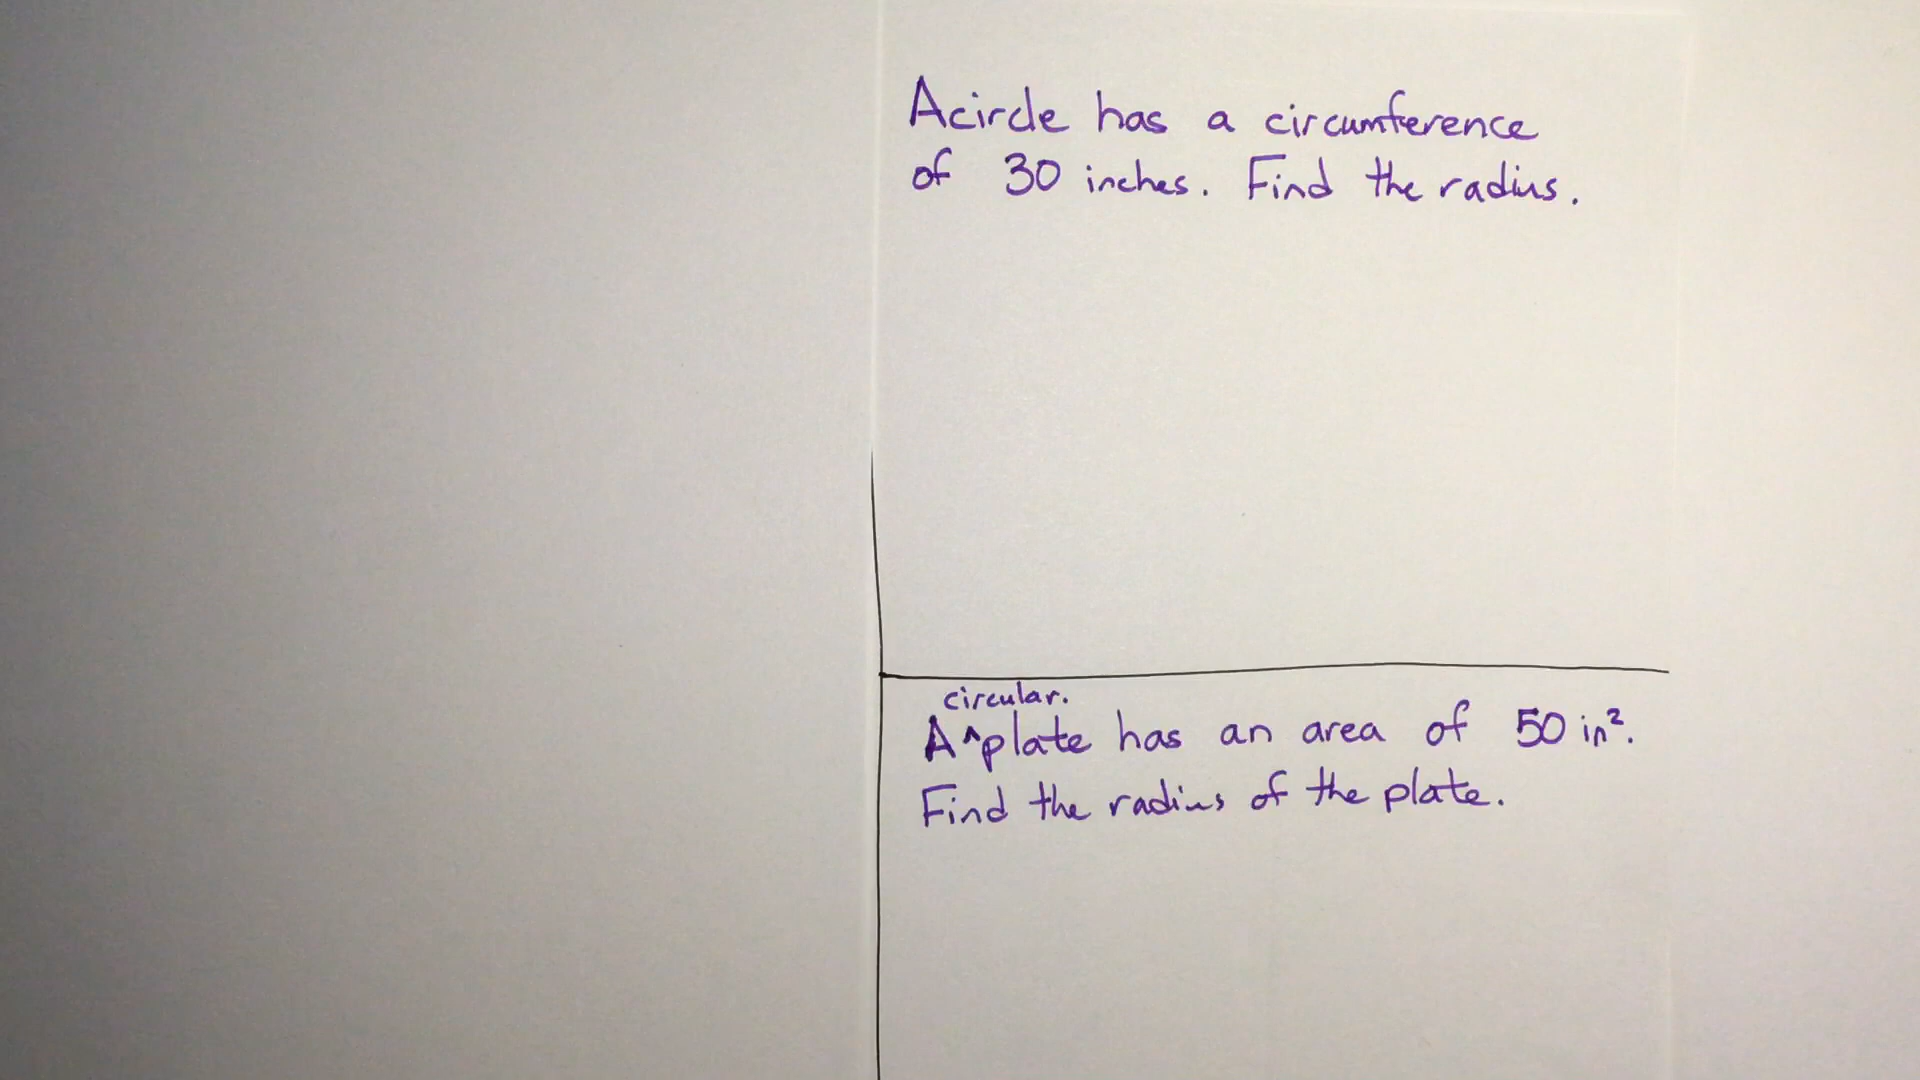 A circle has a circumference
of 30 inches. Find the radius.
circular.
A^plate has an area of 50 in².
Find the radius of the plate.